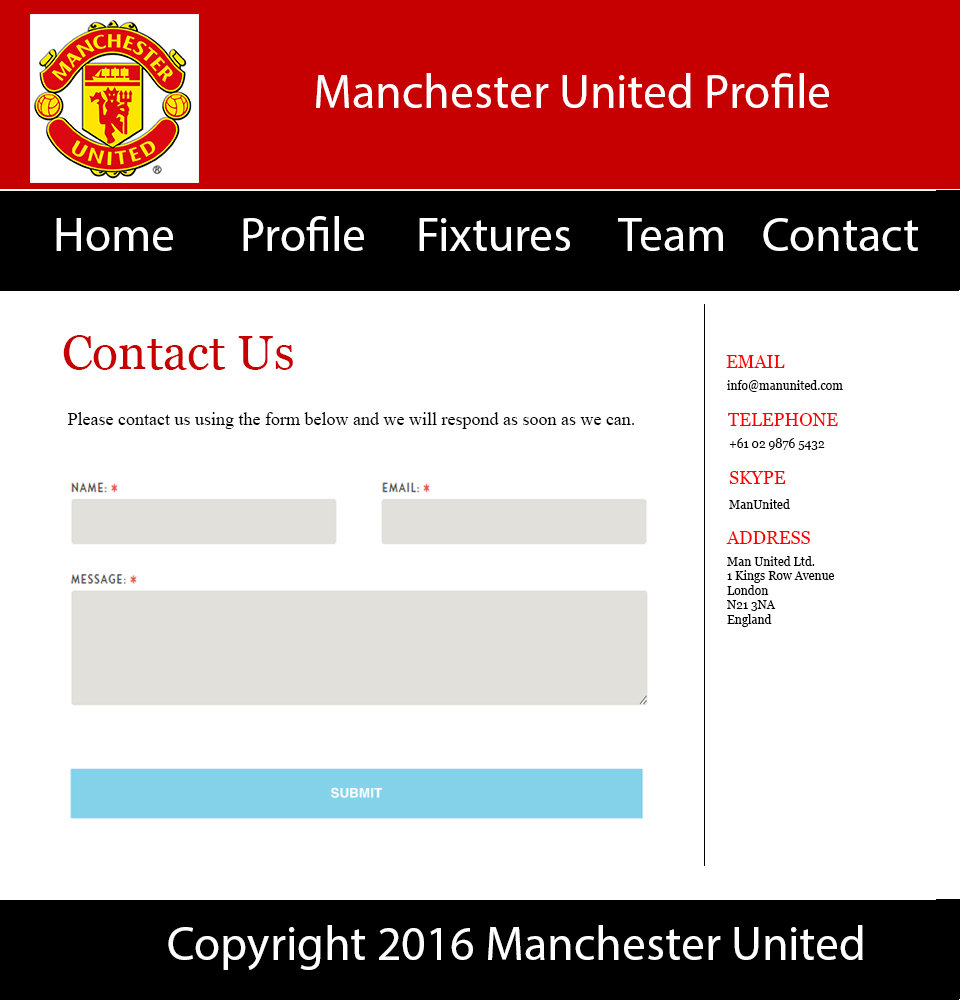 MANCHESTER
UNITED
®
Manchester United Profile
Home Profile Fixtures Team Contact
Contact Us
Please contact us using the form below and we will respond as soon as we can.
NAME: * EMAIL: *
MESSAGE: *
SUBMIT
EMAIL
info@manunited.com
TELEPHONE
+61 02 9876 5432
SKYPE
ManUnited
ADDRESS
Man United Ltd.
1 Kings Row Avenue
London
N21 3NA
England
Copyright 2016 Manchester United